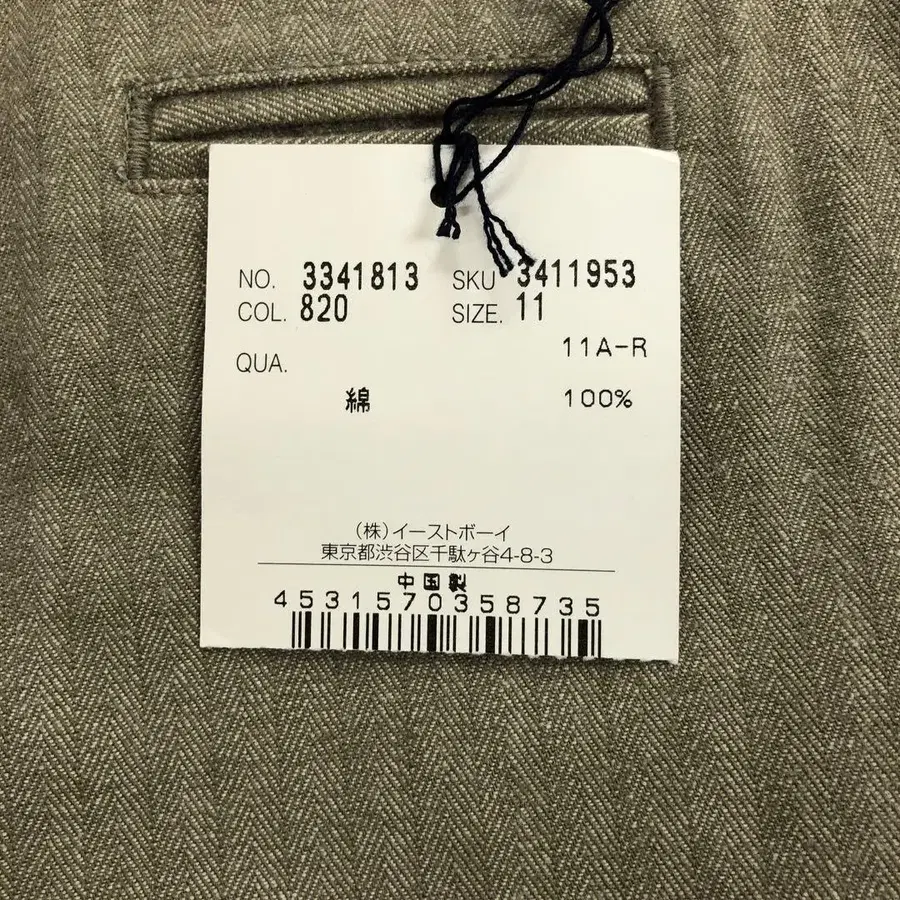 NO. 3341813 SKU 3411953
COL. 820 SIZE. 11
11A-R
QUA.
綿 100%
(株)イーストボーイ
東京都渋谷区千駄ヶ谷4-8-3
中国製
4531570358735